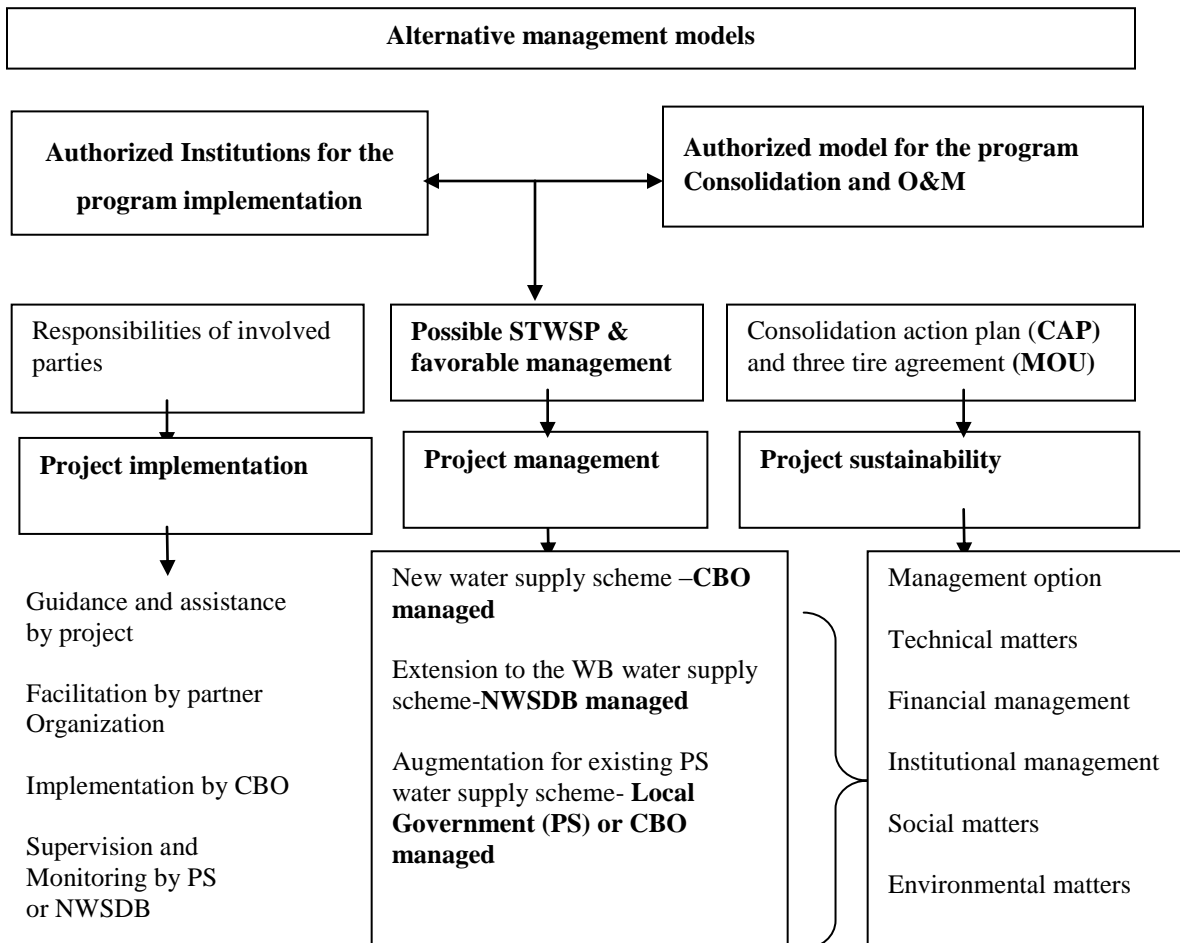 Alternative management models
Authorized Institutions for the
program implementation
Authorized model for the program
Consolidation and O&M
Responsibilities of involved
parties
Possible STWSP &
favorable management
Consolidation action plan (CAP)
and three tire agreement (MOU)
Project implementation
Project management
Project sustainability
Guidance and assistance
by project
Facilitation by partner
Organization
Implementation by CBO
Supervision and
Monitoring by PS
or NWSDB
New water supply scheme –CBO
managed
Extension to the WB water supply
scheme-NWSDB managed
Augmentation for existing PS
water supply scheme- Local
Government (PS) or CBO
managed
Management option
Technical matters
Financial management
Institutional management
Social matters
Environmental matters